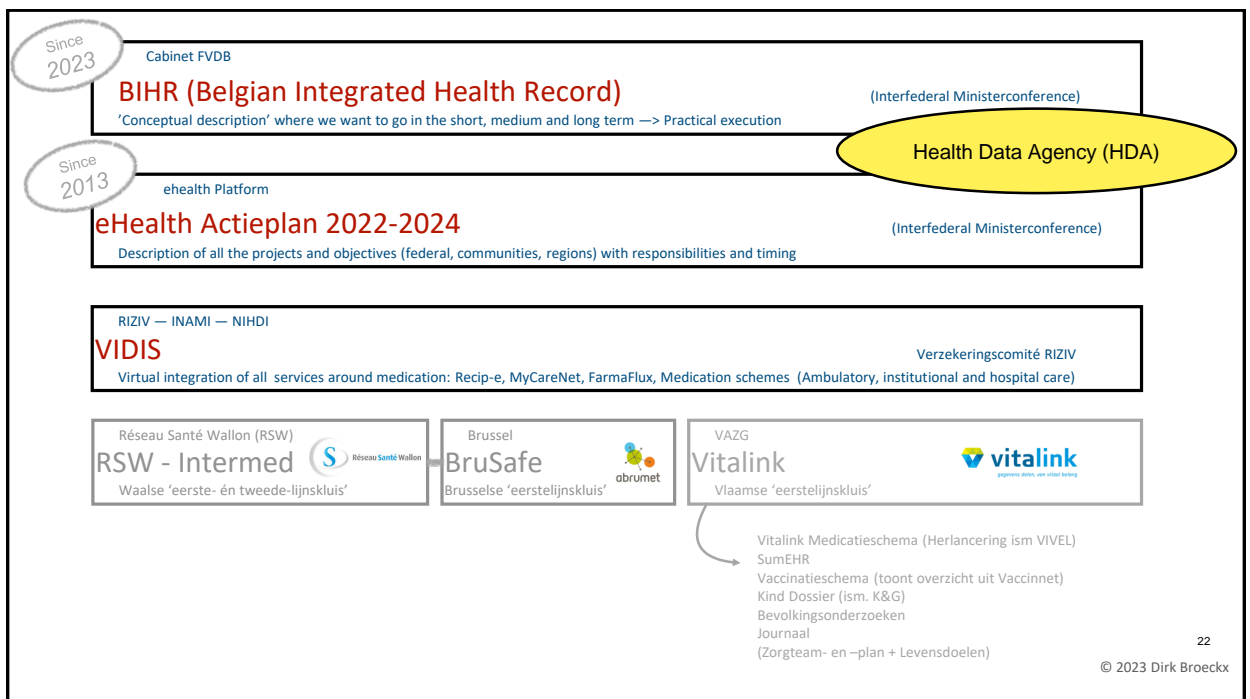 Since
2023
Cabinet FVDB
BIHR (Belgian Integrated Health Record)
(Interfederal Ministerconference)
’Conceptual description’ where we want to go in the short, medium and long term —> Practical execution
Health Data Agency (HDA)
Since
2013
ehealth Platform
eHealth Actieplan 2022-2024
(Interfederal Ministerconference)
Description of all the projects and objectives (federal, communities, regions) with responsibilities and timing
RIZIV — INAMI — NIHDI
VIDIS
Verzekeringscomité RIZIV
Virtual integration of all services around medication: Recip-e, MyCareNet, FarmaFlux, Medication schemes (Ambulatory, institutional and hospital care)
Réseau Santé Wallon (RSW)
RSW - Intermed
S Réseau Santé Wallon
Waalse ‘eerste- én tweede-lijnskluis’
Brussel
BruSafe
abrumet
Brusselse ‘eerstelijnskluis’
VAZG
Vitalink
vitalink
gegevens delen, van vitaal belang
Vlaamse ‘eerstelijnskluis’
Vitalink Medicatieschema (Herlancering ism VIVEL)
SumEHR
Vaccinatieschema (toont overzicht uit Vaccinnet)
Kind Dossier (ism. K&G)
Bevolkingsonderzoeken
Journaal
(Zorgteam- en –plan + Levensdoelen)
22
© 2023 Dirk Broeckx